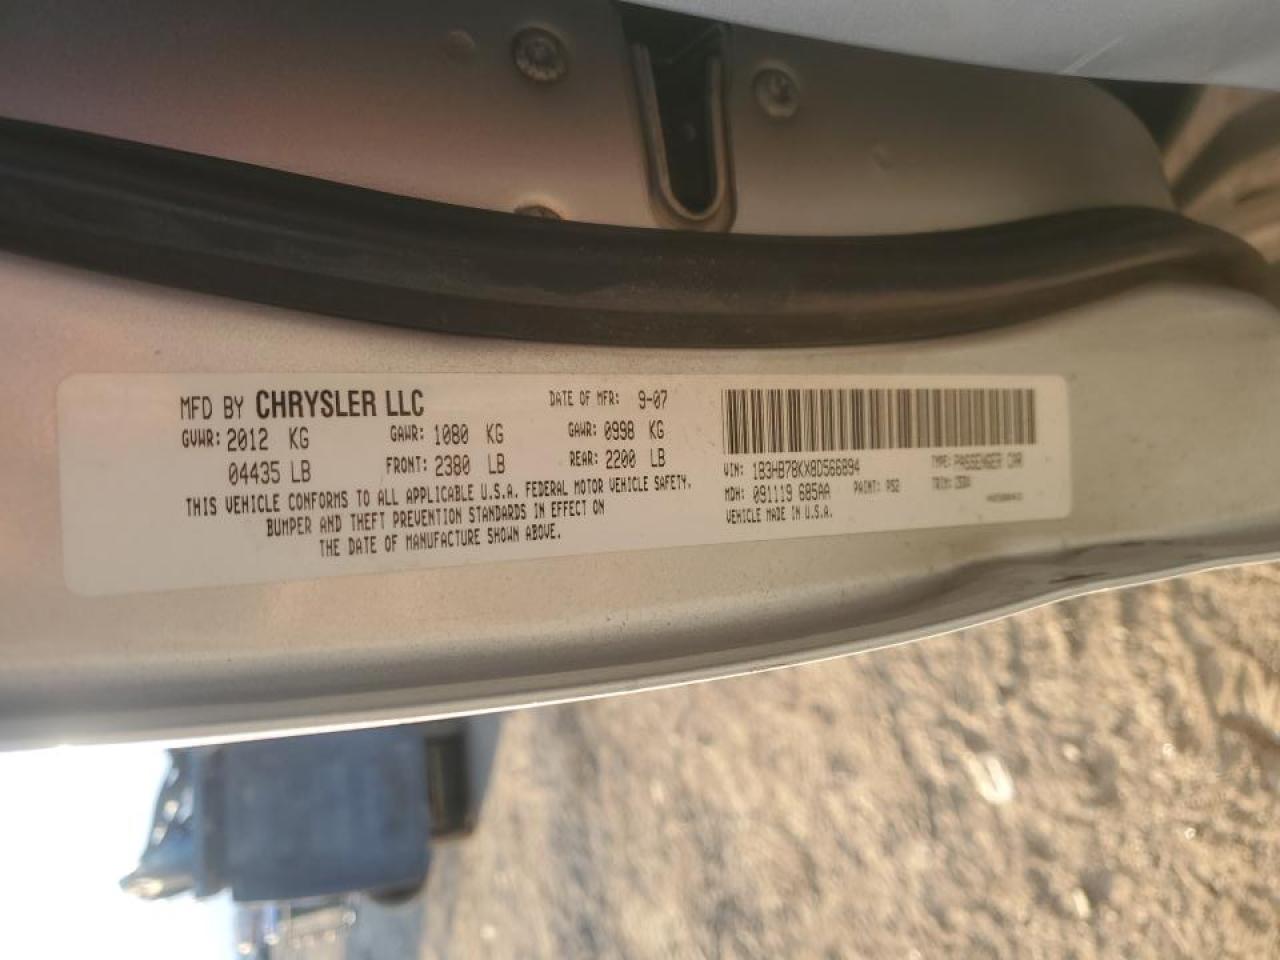 MFD BY CHRYSLER LLC DATE OF MFR: 9-07
GVWR: 2012 KG GAWR: 1080 KG GAWR: 0998 KG
04435 LB FRONT: 2380 LB REAR: 2200 LB
THIS VEHICLE CONFORMS TO ALL APPLICABLE U.S.A. FEDERAL MOTOR VEHICLE SAFETY,
BUMPER AND THEFT PREVENTION STANDARDS IN EFFECT ON
THE DATE OF MANUFACTURE SHOWN ABOVE.
VIN: 1B3HB78KX8D566894 TYPE: PASSENGER CAR
MDH: 091119 685AA PAINT: PS2 TRIM:
VEHICLE MADE IN U.S.A.